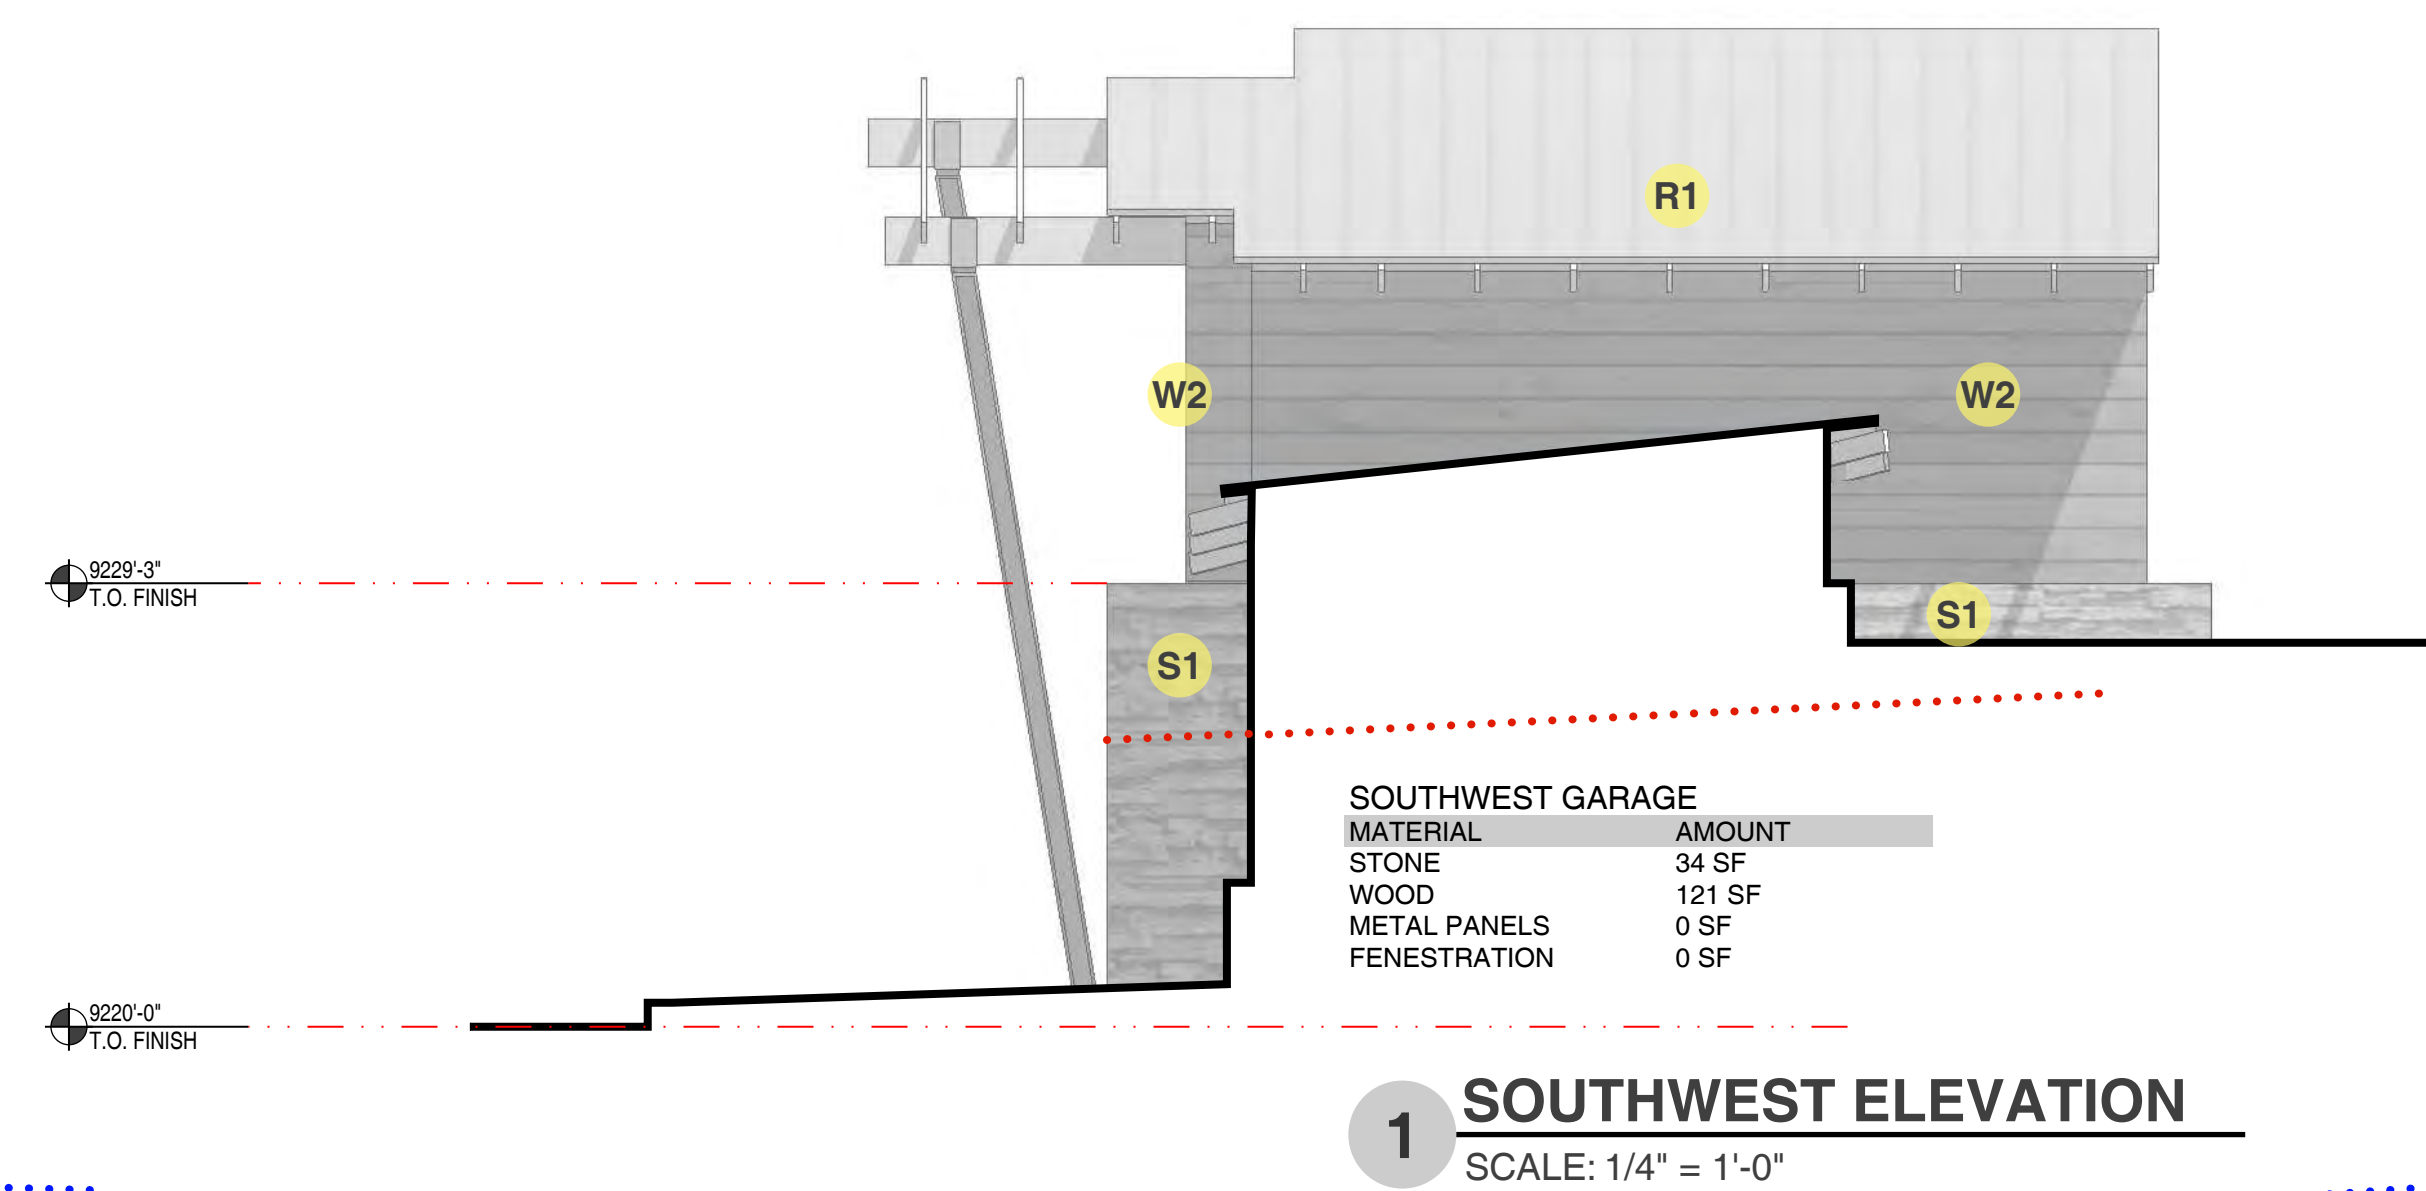 R1
W2
W2
9229'-3"
T.O. FINISH
S1
S1
SOUTHWEST GARAGE
MATERIAL AMOUNT
STONE 34 SF
WOOD 121 SF
METAL PANELS 0 SF
FENESTRATION 0 SF
9220'-0"
T.O. FINISH
1 SOUTHWEST ELEVATION
SCALE: 1/4" = 1'-0"